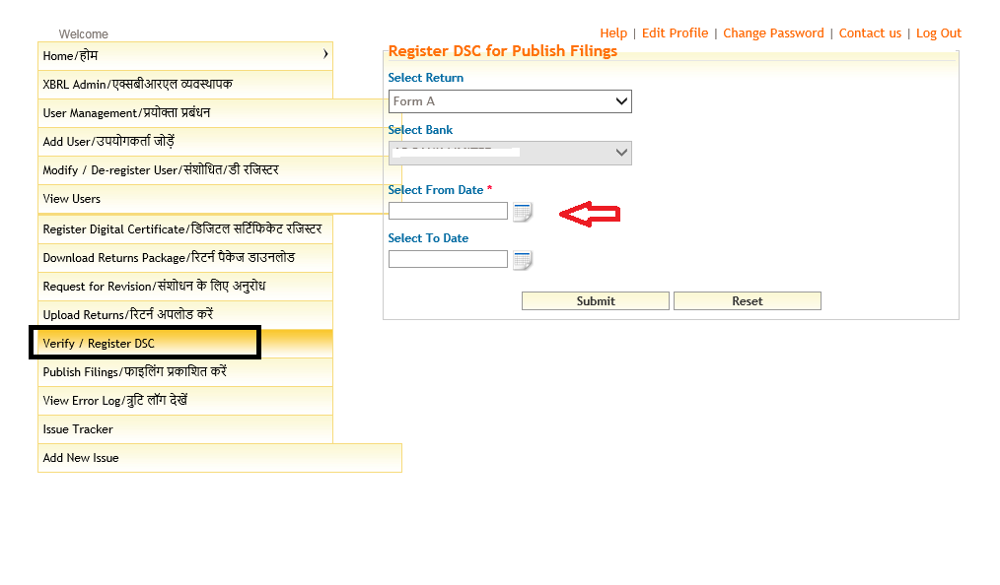 Welcome
Help | Edit Profile | Change Password | Contact us | Log Out
Home/होम
XBRL Admin/एक्सबीआरएल व्यवस्थापक
User Management/प्रयोक्ता प्रबंधन
Add User/उपयोगकर्ता जोड़ें
Modify / De-register User/संशोधित/डी रजिस्टर
View Users
Register Digital Certificate/डिजिटल सर्टिफिकेट रजिस्टर
Download Returns Package/रिटर्न पैकेज डाउनलोड
Request for Revision/संशोधन के लिए अनुरोध
Upload Returns/रिटर्न अपलोड करें
Verify / Register DSC
Publish Filings/फाइलिंग प्रकाशित करें
View Error Log/त्रुटि लॉग देखें
Issue Tracker
Add New Issue
Register DSC for Publish Filings
Select Return
Form A
Select Bank
Select From Date *
Select To Date
Submit Reset